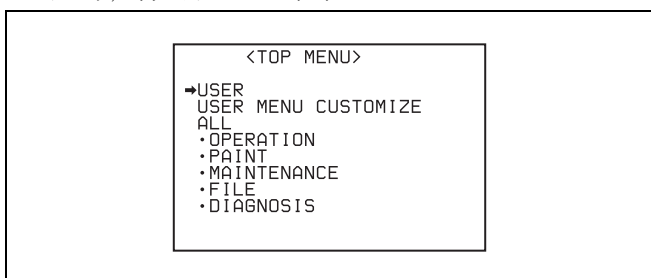 <TOP MENU>
➡USER
USER MENU CUSTOMIZE
ALL
·OPERATION
·PAINT
·MAINTENANCE
·FILE
·DIAGNOSIS